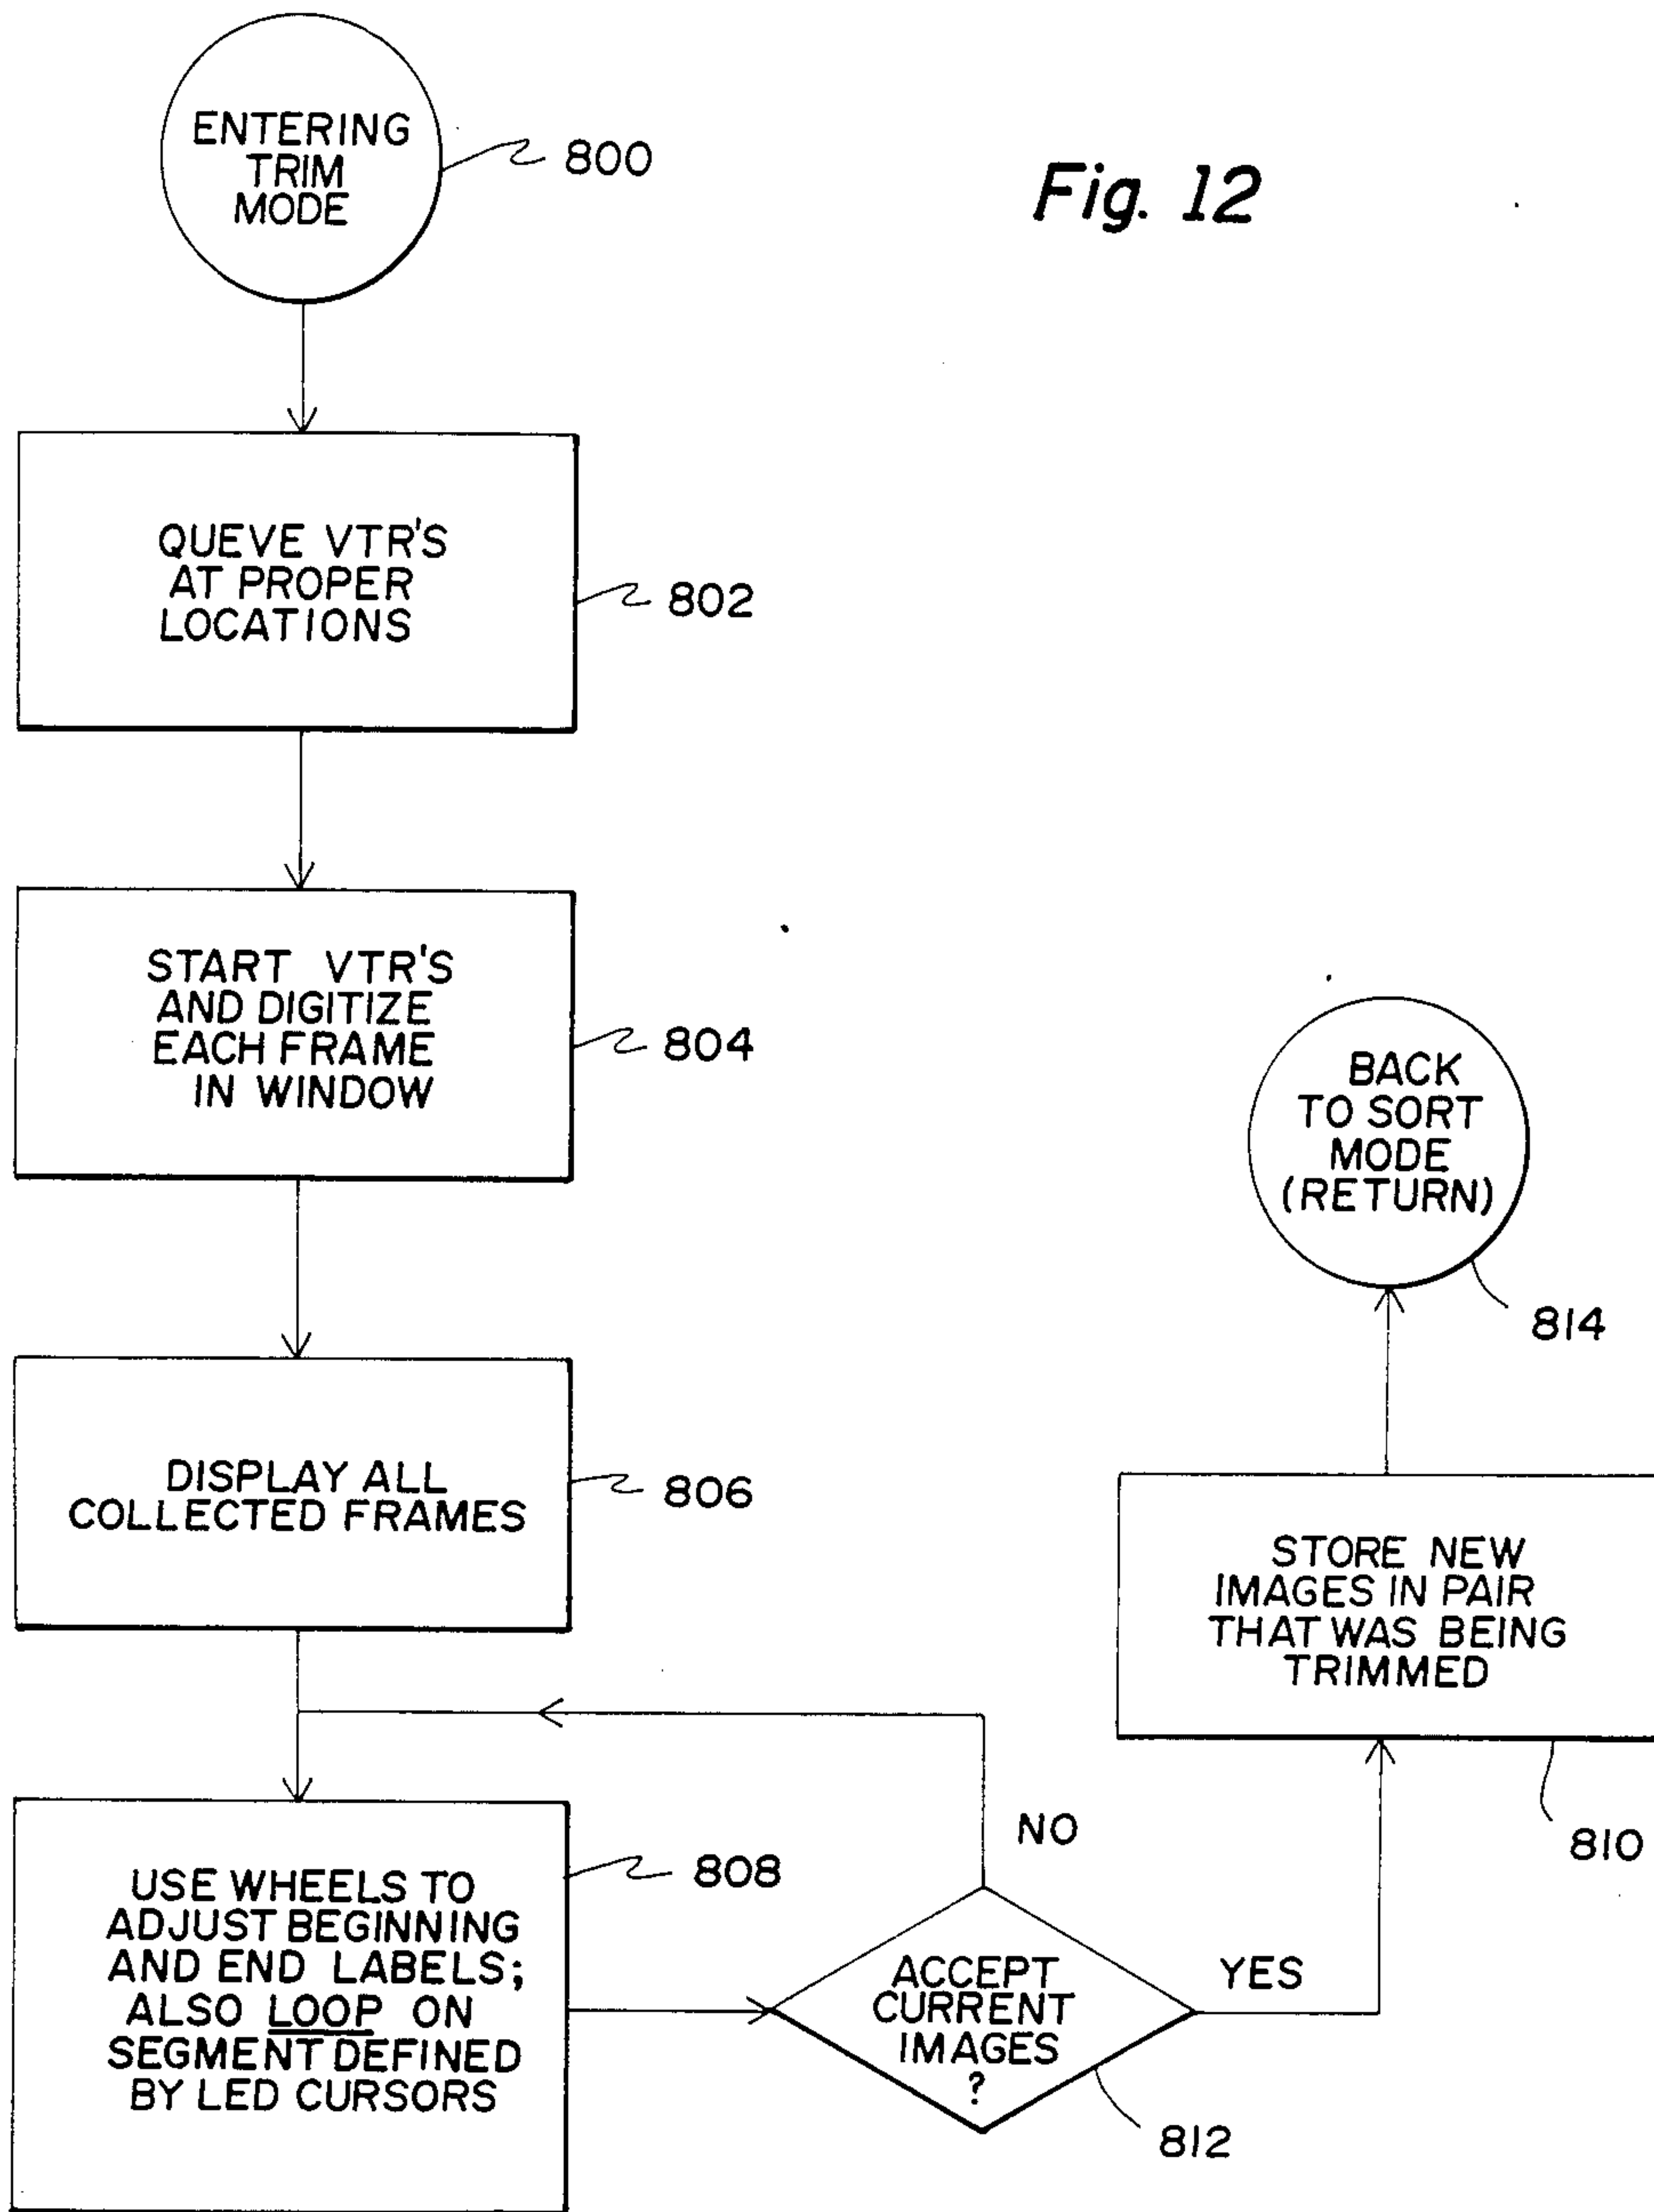 ENTERING
TRIM
MODE
800
Fig. 12
QUEVE VTR'S
AT PROPER
LOCATIONS
802
START VTR'S
AND DIGITIZE
EACH FRAME
IN WINDOW
804
DISPLAY ALL
COLLECTED FRAMES
806
USE WHEELS TO
ADJUST BEGINNING
AND END LABELS;
ALSO LOOP ON
SEGMENT DEFINED
BY LED CURSORS
808
NO
ACCEPT
CURRENT
IMAGES
?
812
YES
STORE NEW
IMAGES IN PAIR
THAT WAS BEING
TRIMMED
810
BACK
TO SORT
MODE
(RETURN)
814